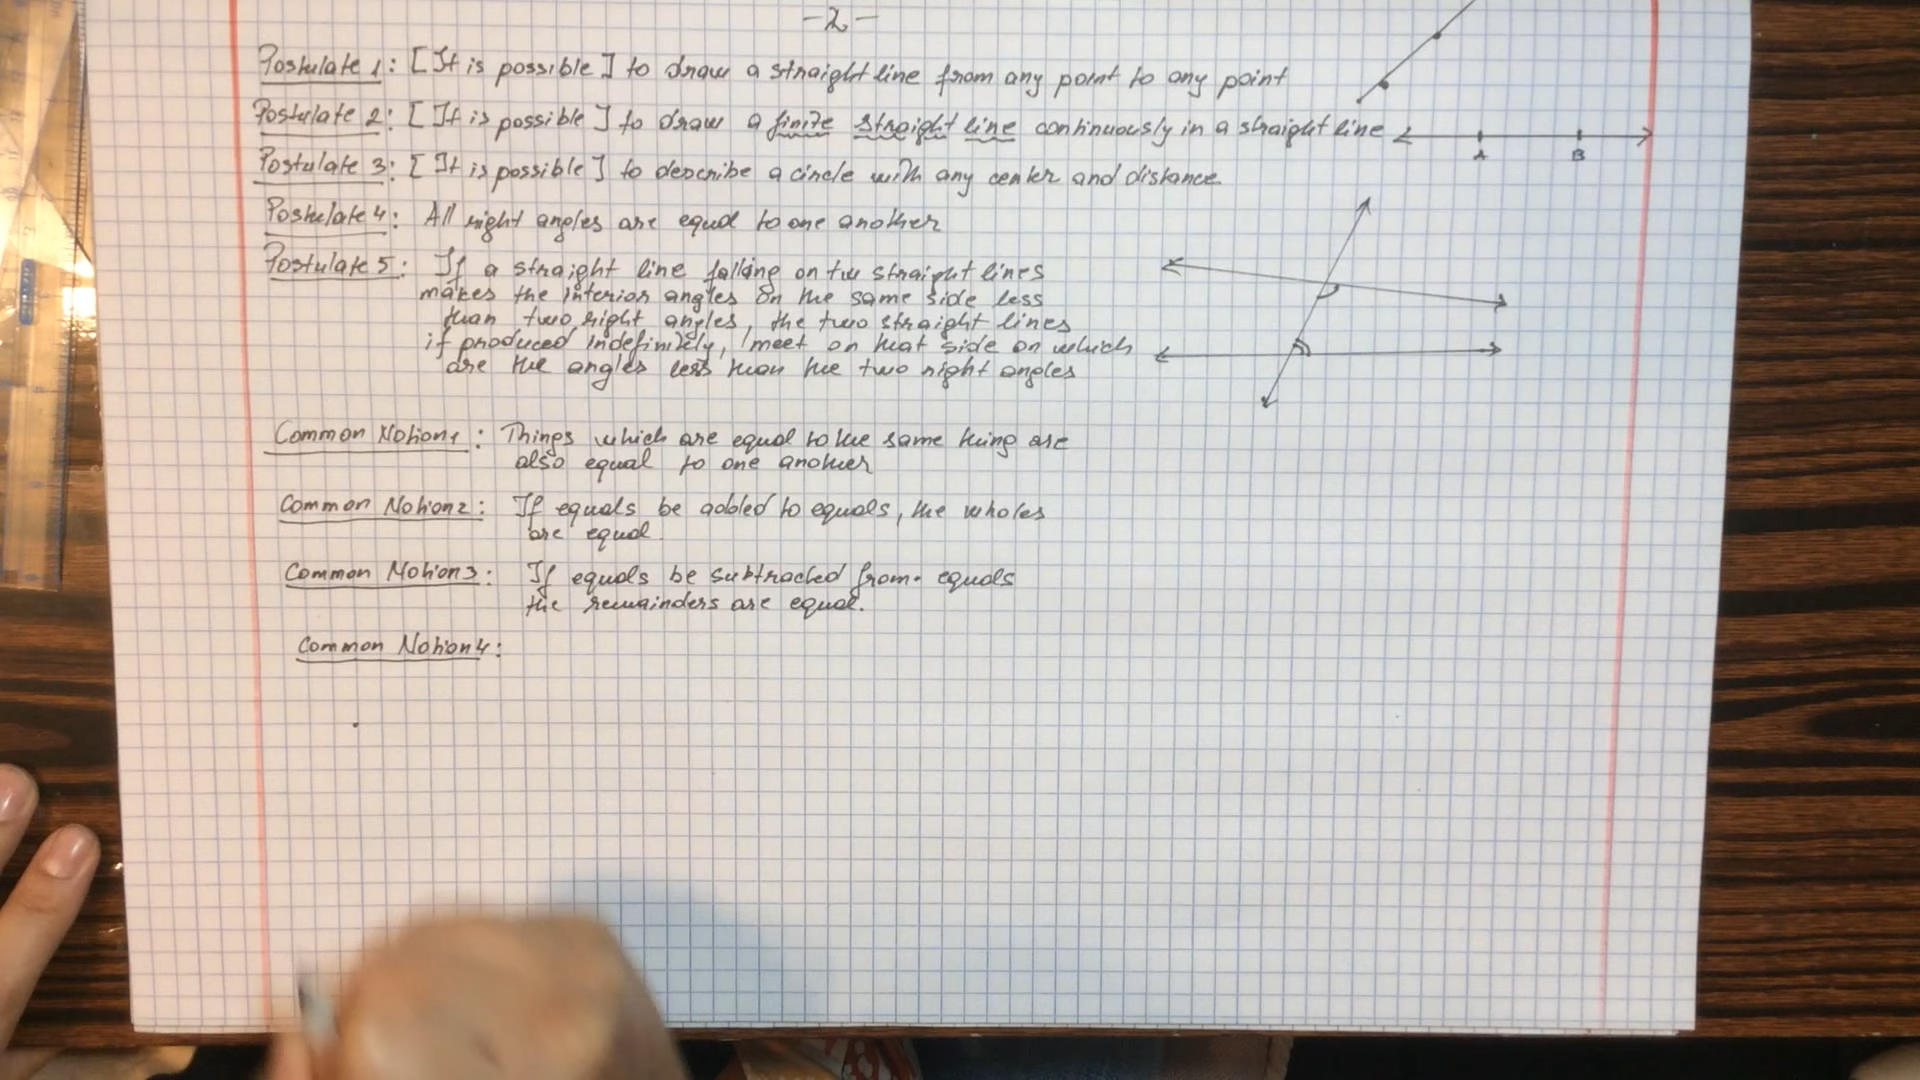 -2-
Postulate 1: [It is possible] to draw a straight line from any point to any point
Postulate 2: [It is possible] to draw a finite straight line continuously in a straight line
A B
Postulate 3: [It is possible] to describe a circle with any center and distance
Postulate 4: All right angles are equal to one another
Postulate 5: If a straight line falling on two straight lines
makes the interior angles on the same side less
than two right angles, the two straight lines
if produced indefinitely, meet on that side on which
are the angles less than the two right angles
Common Notion 1: Things which are equal to the same thing are
also equal to one another
Common Notion 2: If equals be added to equals, the wholes
are equal.
Common Notion 3: If equals be subtracted from equals
the remainders are equal.
Common Notion 4: